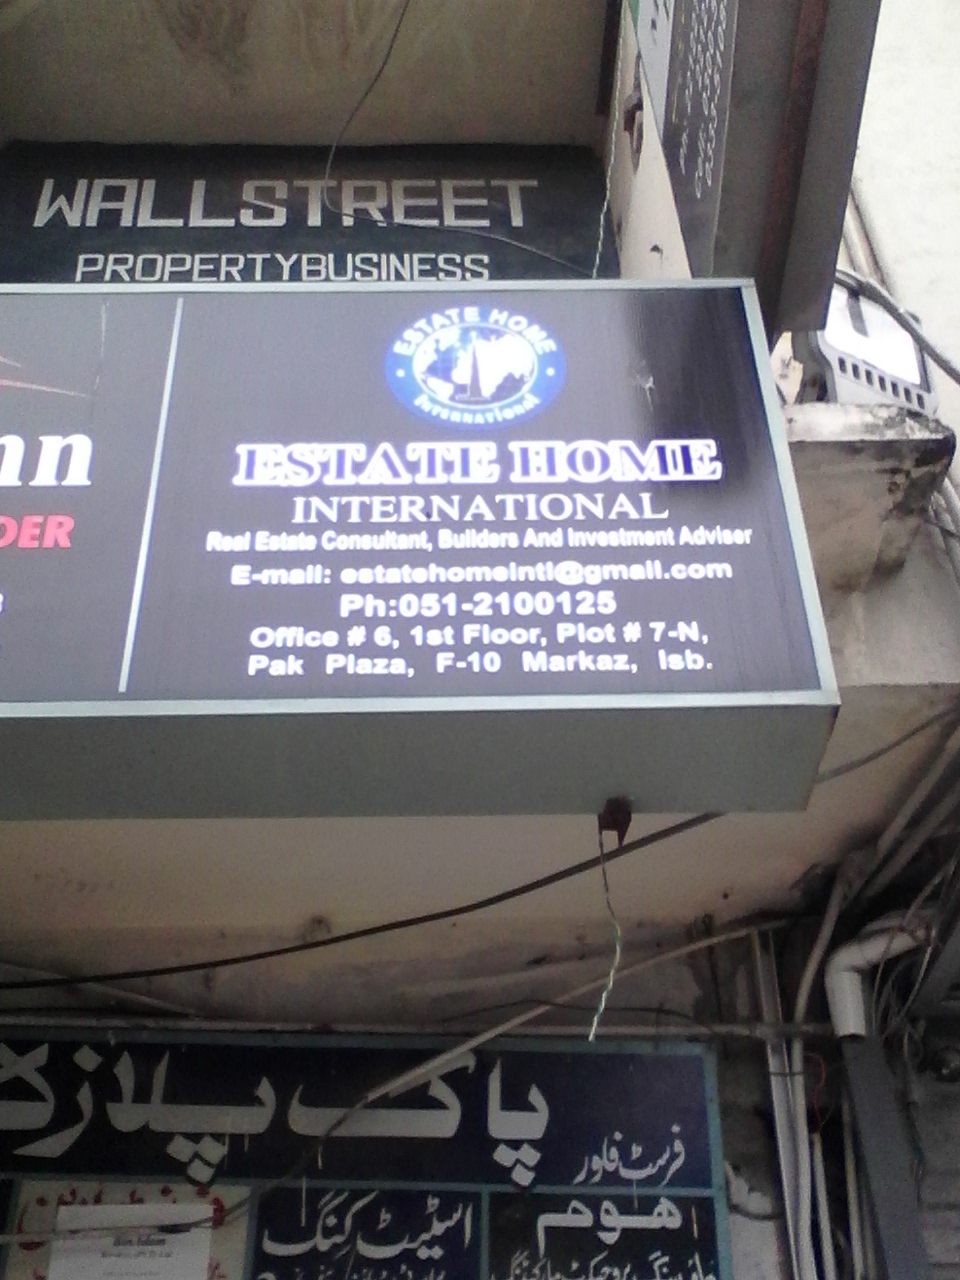 WALLSTREET
PROPERTYBUSINESS
ESTATE HOME
INTERNATIONAL
ESTATE HOME
INTERNATIONAL
Real Estate Consultant, Builders And Investment Adviser
E-mail: estatehomeintl@gmail.com
Ph:051-2100125
Office # 6, 1st Floor, Plot # 7-N,
Pak Plaza, F-10 Markaz, Isb.
nn
DER
پاک پلازہ
فرسٹ فلور
ھوم
اسٹیٹ کنگ